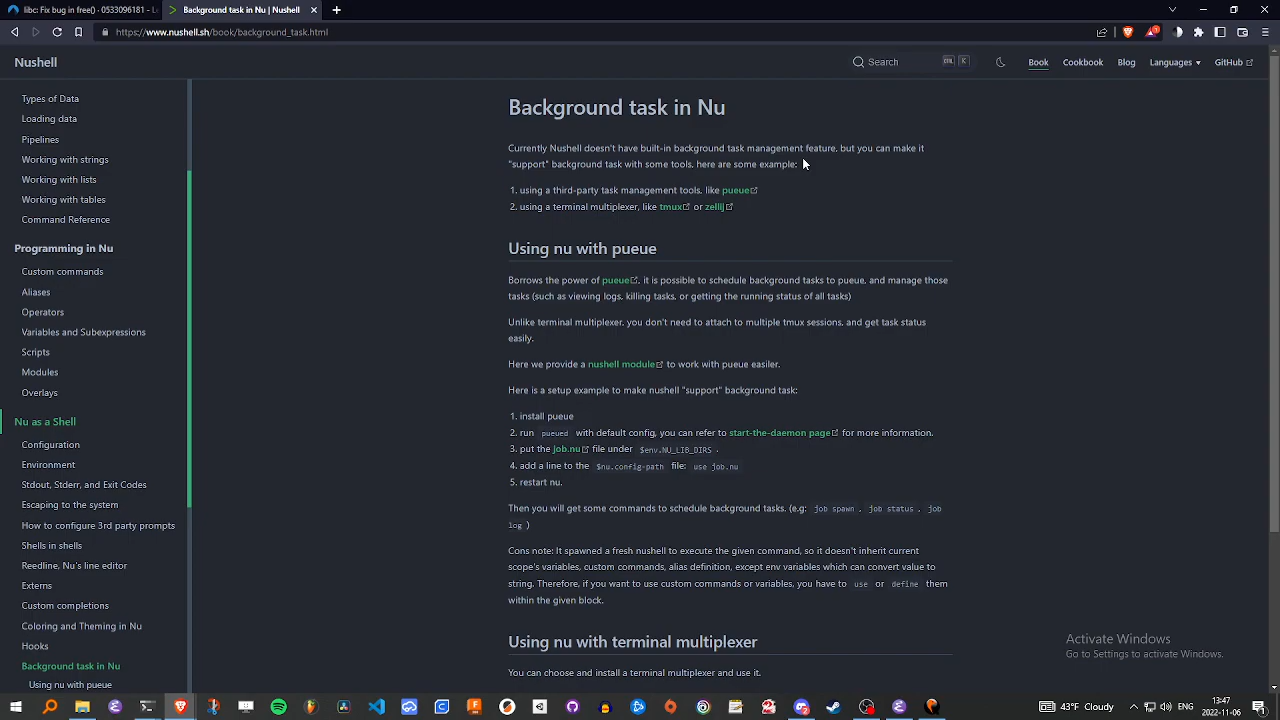 libc: Fix bug in free() - 0533096181 - L
Background task in Nu | Nushell
https://www.nushell.sh/book/background_task.html
Nushell
Search
CTRL
K
Book
Cookbook
Blog
Languages
GitHub
Types of Data
Loading data
Pipelines
Working with strings
Working with lists
Working with tables
Command Reference
Programming in Nu
Custom commands
Aliases
Operators
Variables and Subexpressions
Scripts
Modules
Overlays
Nu as a Shell
Configuration
Environment
Stdout, Stderr, and Exit Codes
Escaping to the system
How to configure 3d party prompts
Shells in shells
Reedline, Nu's line editor
Externs
Custom completions
Coloring and Theming in Nu
Hooks
Background task in Nu
Using nu with pueue
Background task in Nu
Currently Nushell doesn't have built-in background task management feature, but you can make it
"support" background task with some tools, here are some example:
1. using a third-party task management tools, like pueue
2. using a terminal multiplexer, like tmux or zellij
Using nu with pueue
Borrows the power of pueue, it is possible to schedule background tasks to pueue, and manage those
tasks (such as viewing logs, killing tasks, or getting the running status of all tasks)
Unlike terminal multiplexer, you don't need to attach to multiple tmux sessions, and get task status
easily.
Here we provide a nushell module to work with pueue easier.
Here is a setup example to make nushell "support" background task:
1. install pueue
2. run pueued with default config, you can refer to start-the-daemon page for more information.
3. put the job.nu file under $env.NU_LIB_DIRS .
4. add a line to the $nu.config-path file: use job.nu
5. restart nu.
Then you will get some commands to schedule background tasks. (e.g: job spawn , job status , job
log )
Cons note: It spawned a fresh nushell to execute the given command, so it doesn't inherit current
scope's variables, custom commands, alias definition, except env variables which can convert value to
string. Therefore, if you want to use custom commands or variables, you have to use or define them
within the given block.
Using nu with terminal multiplexer
You can choose and install a terminal multiplexer and use it.
Activate Windows
Go to Settings to activate Windows.
43°F Cloudy
ENG
13:47
2022-11-06